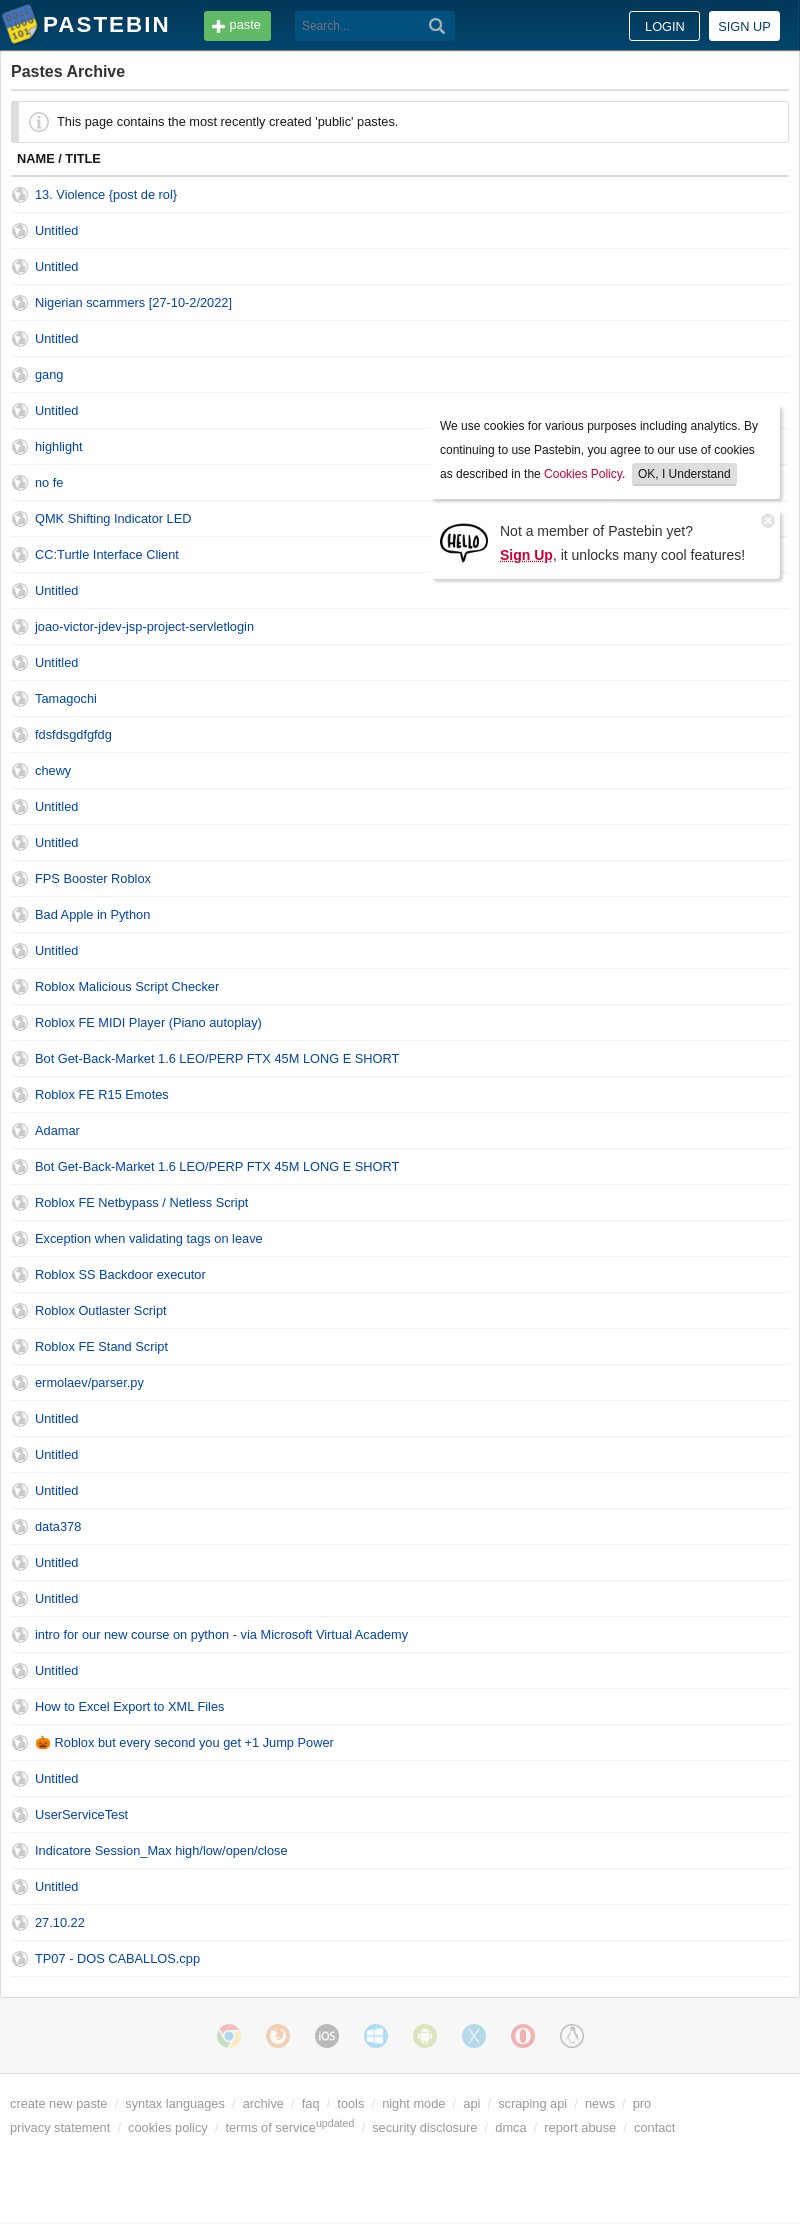 PASTEBIN
paste
Search...
LOGIN
SIGN UP
Pastes Archive
This page contains the most recently created 'public' pastes.
NAME / TITLE
13. Violence {post de rol}
Untitled
Untitled
Nigerian scammers [27-10-2/2022]
Untitled
gang
Untitled
highlight
no fe
QMK Shifting Indicator LED
CC:Turtle Interface Client
We use cookies for various purposes including analytics. By
continuing to use Pastebin, you agree to our use of cookies
as described in the Cookies Policy. OK, I Understand
HELLO
Not a member of Pastebin yet?
Sign Up, it unlocks many cool features!
Untitled
joao-victor-jdev-jsp-project-servletlogin
Untitled
Tamagochi
fdsfdsgdfgfdg
chewy
Untitled
Untitled
FPS Booster Roblox
Bad Apple in Python
Untitled
Roblox Malicious Script Checker
Roblox FE MIDI Player (Piano autoplay)
Bot Get-Back-Market 1.6 LEO/PERP FTX 45M LONG E SHORT
Roblox FE R15 Emotes
Adamar
Bot Get-Back-Market 1.6 LEO/PERP FTX 45M LONG E SHORT
Roblox FE Netbypass / Netless Script
Exception when validating tags on leave
Roblox SS Backdoor executor
Roblox Outlaster Script
Roblox FE Stand Script
ermolaev/parser.py
Untitled
Untitled
Untitled
data378
Untitled
Untitled
intro for our new course on python - via Microsoft Virtual Academy
Untitled
How to Excel Export to XML Files
🎃 Roblox but every second you get +1 Jump Power
Untitled
UserServiceTest
Indicatore Session_Max high/low/open/close
Untitled
27.10.22
TP07 - DOS CABALLOS.cpp
iOS
create new paste / syntax languages / archive / faq / tools / night mode / api / scraping api / news / pro
privacy statement / cookies policy / terms of serviceupdated / security disclosure / dmca / report abuse / contact